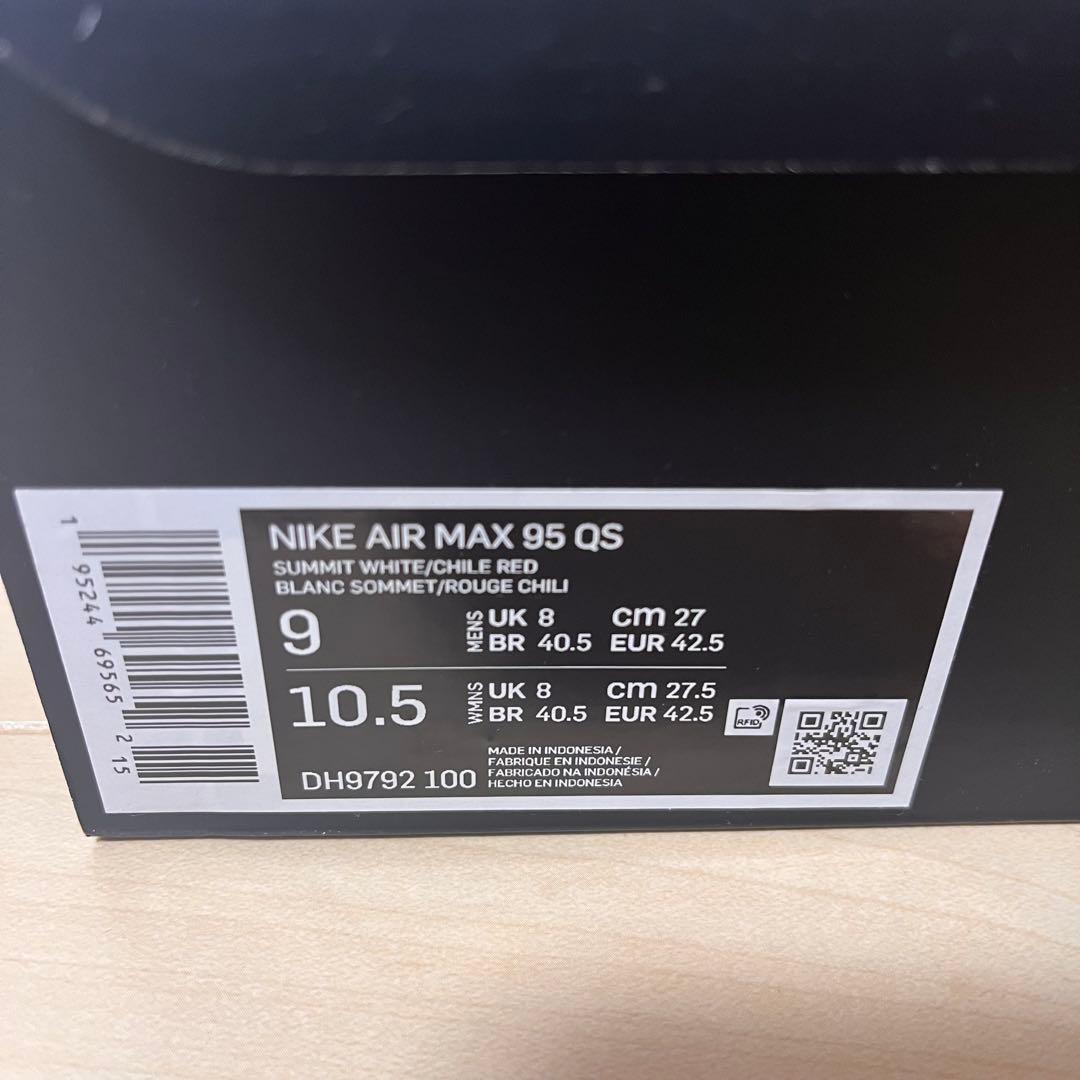 1 95244 69565 2 15
NIKE AIR MAX 95 QS
SUMMIT WHITE/CHILE RED
BLANC SOMMET/ROUGE CHILI
9 MENS UK 8 cm 27
BR 40.5 EUR 42.5
10.5 WMNS UK 8 cm 27.5
BR 40.5 EUR 42.5
RFID
DH9792 100
MADE IN INDONESIA /
FABRIQUE EN INDONESIE /
FABRICADO NA INDONÉSIA /
HECHO EN INDONESIA